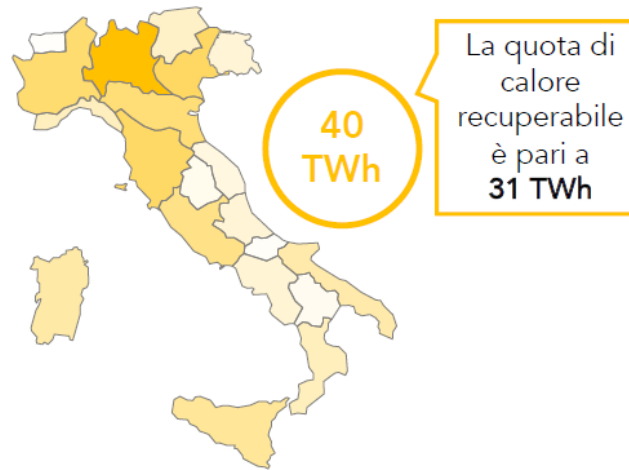 40
TWh
La quota di
calore
recuperabile
è pari a
31 TWh